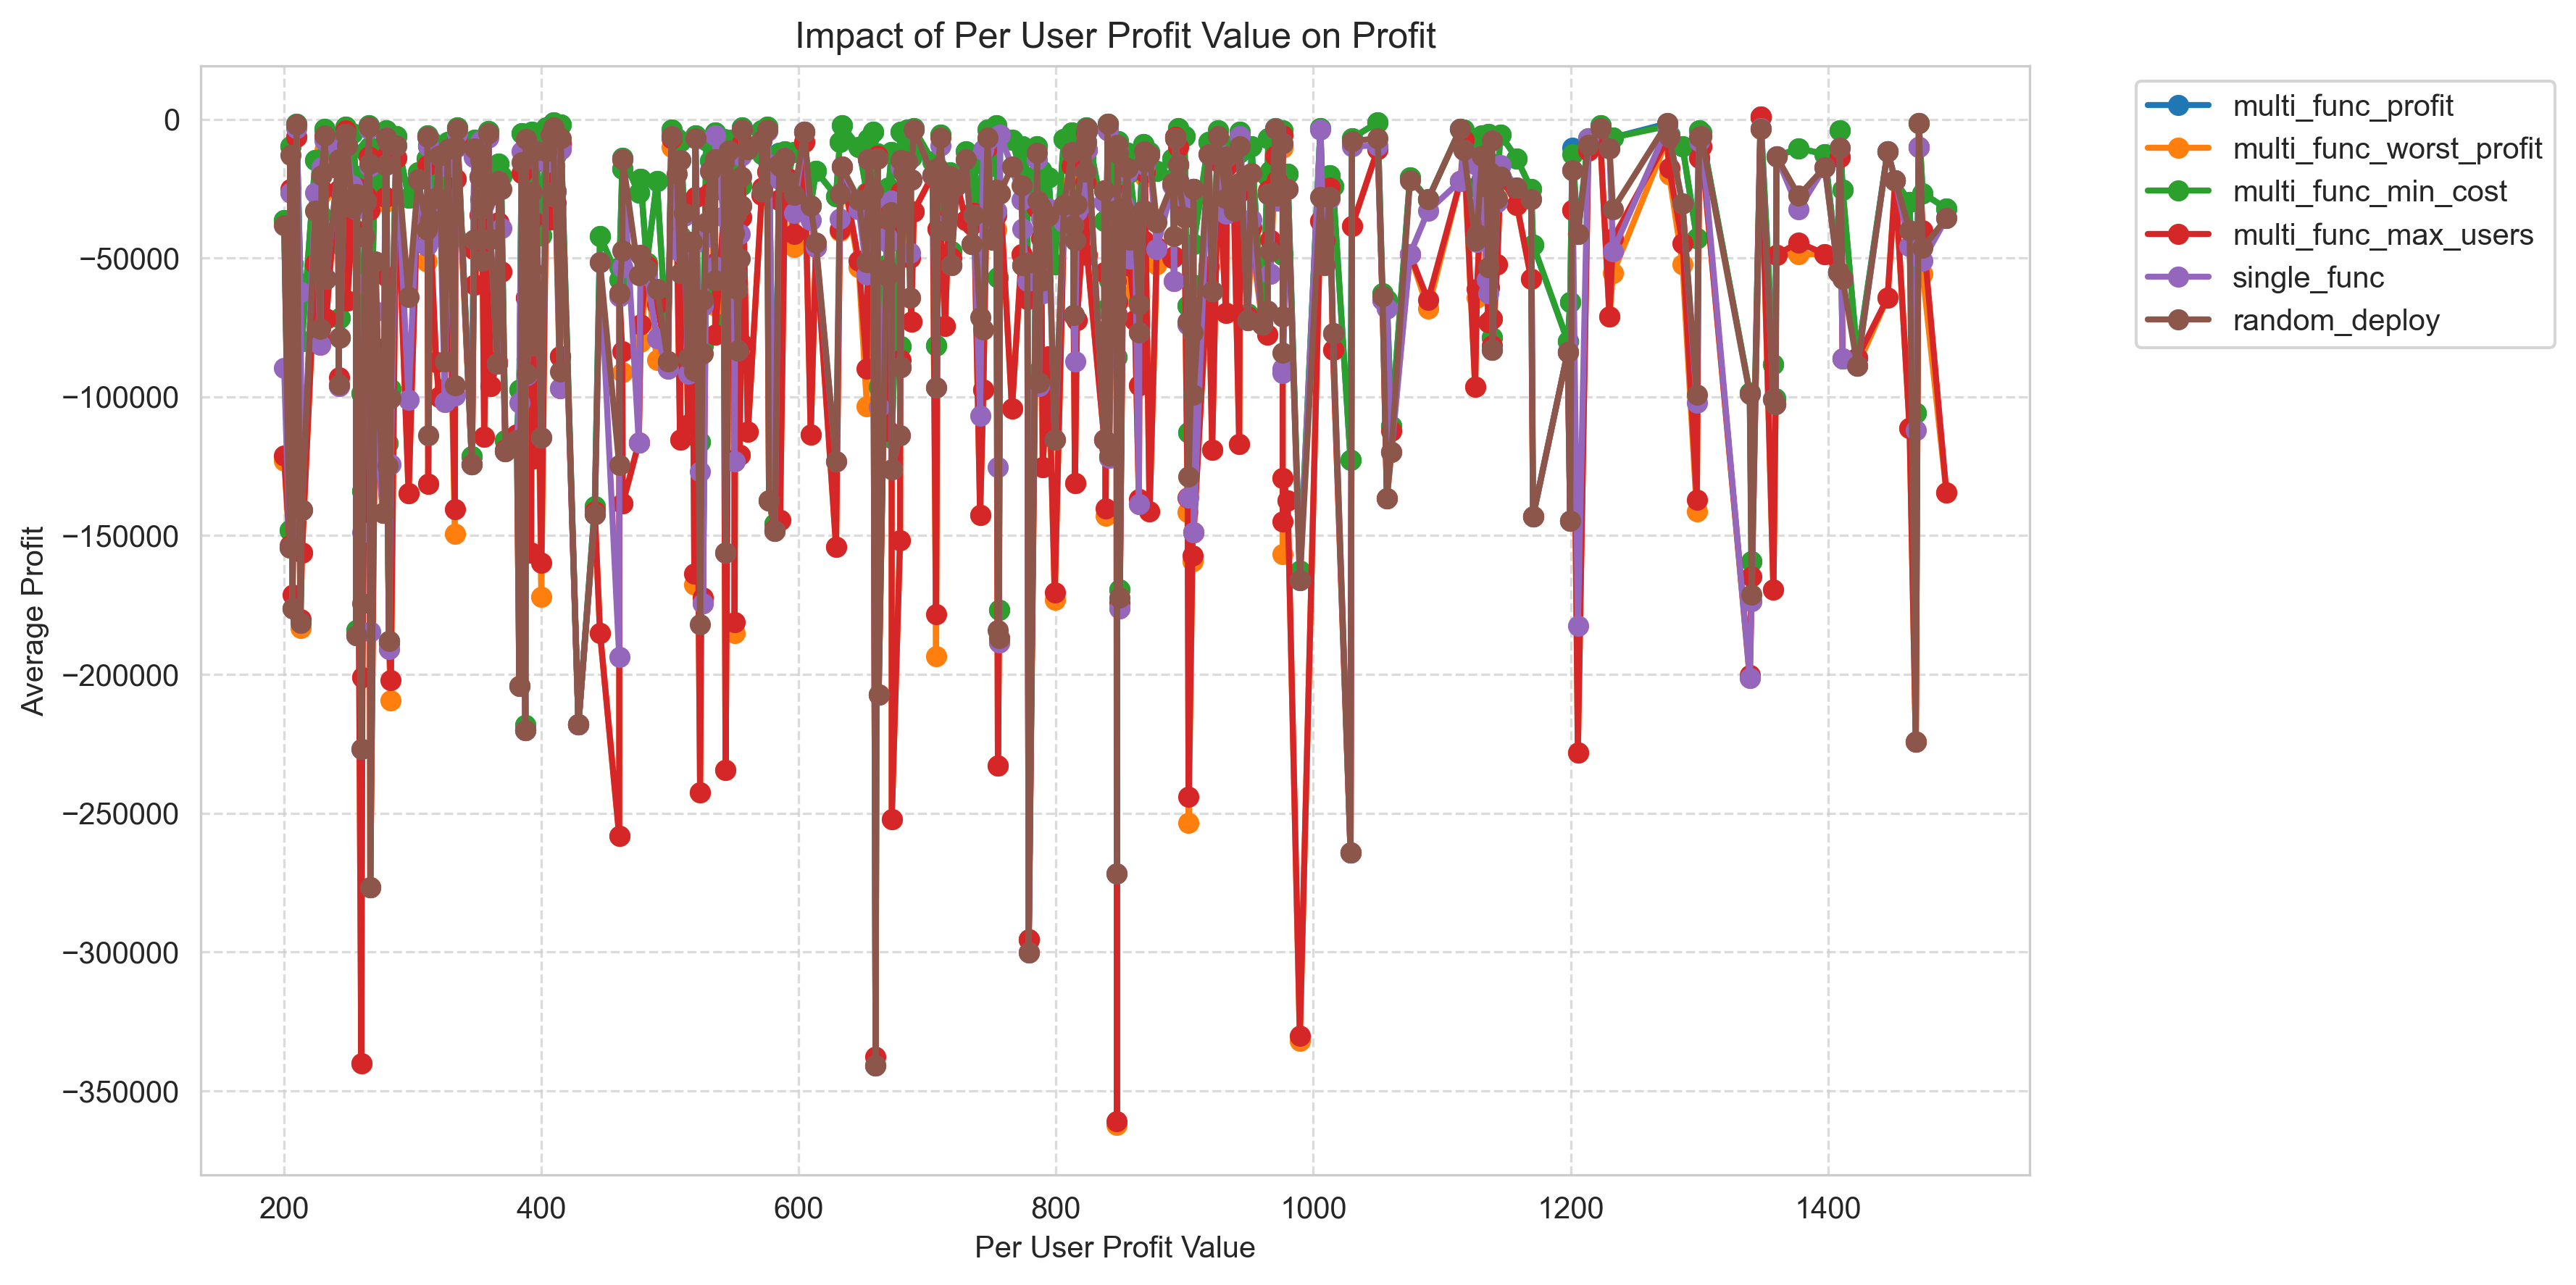 Impact of Per User Profit Value on Profit
multi_func_profit
multi_func_worst_profit
multi_func_min_cost
multi_func_max_users
single_func
random_deploy
0
−50000
−100000
−150000
−200000
−250000
−300000
−350000
Average Profit
200 400 600 800 1000 1200 1400
Per User Profit Value